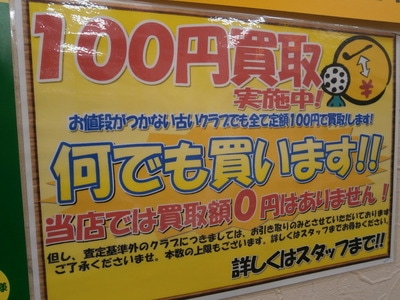 100円買取
実施中!
お値段がつかない古いクラブでも全て定額100円で買取します!
何でも買います!!
当店では買取額0円はありません!
但し、査定基準外のクラブにつきましては、お引き取りのみとさせていただいております
ご了承くださいませ。本数の上限もございます。詳しくはスタッフまでお尋ねください。
詳しくはスタッフまで!!
¥
様